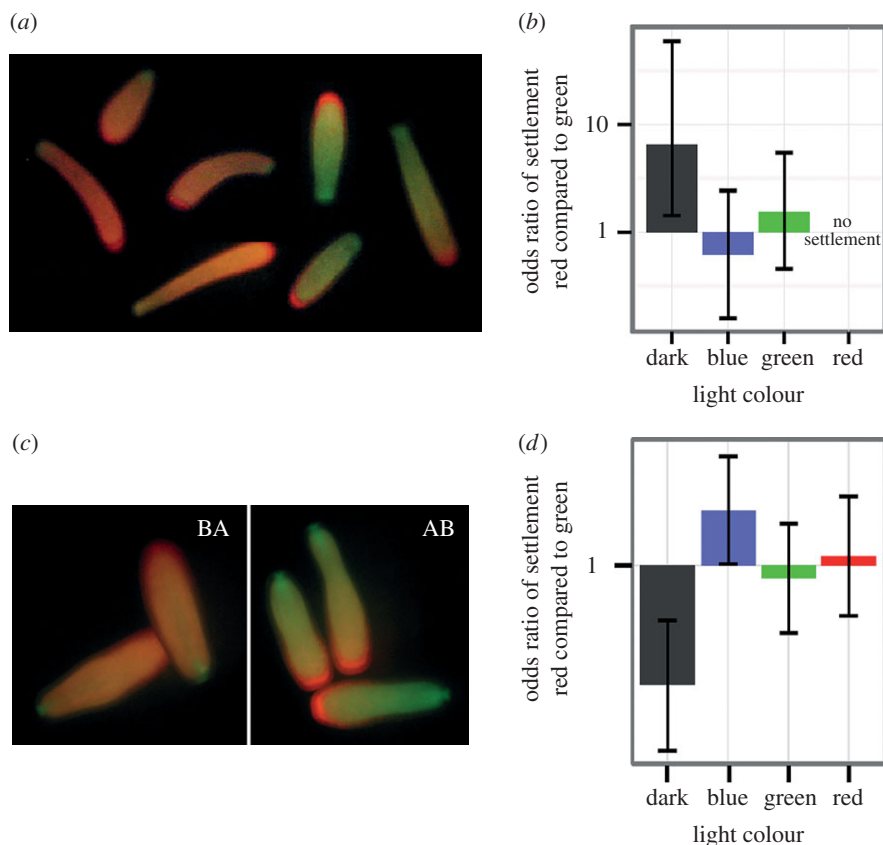 (a)
(b)
odds ratio of settlement
red compared to green
10
1
no
settlement
dark blue green red
light colour
(c)
BA
AB
(d)
odds ratio of settlement
red compared to green
1
dark blue green red
light colour